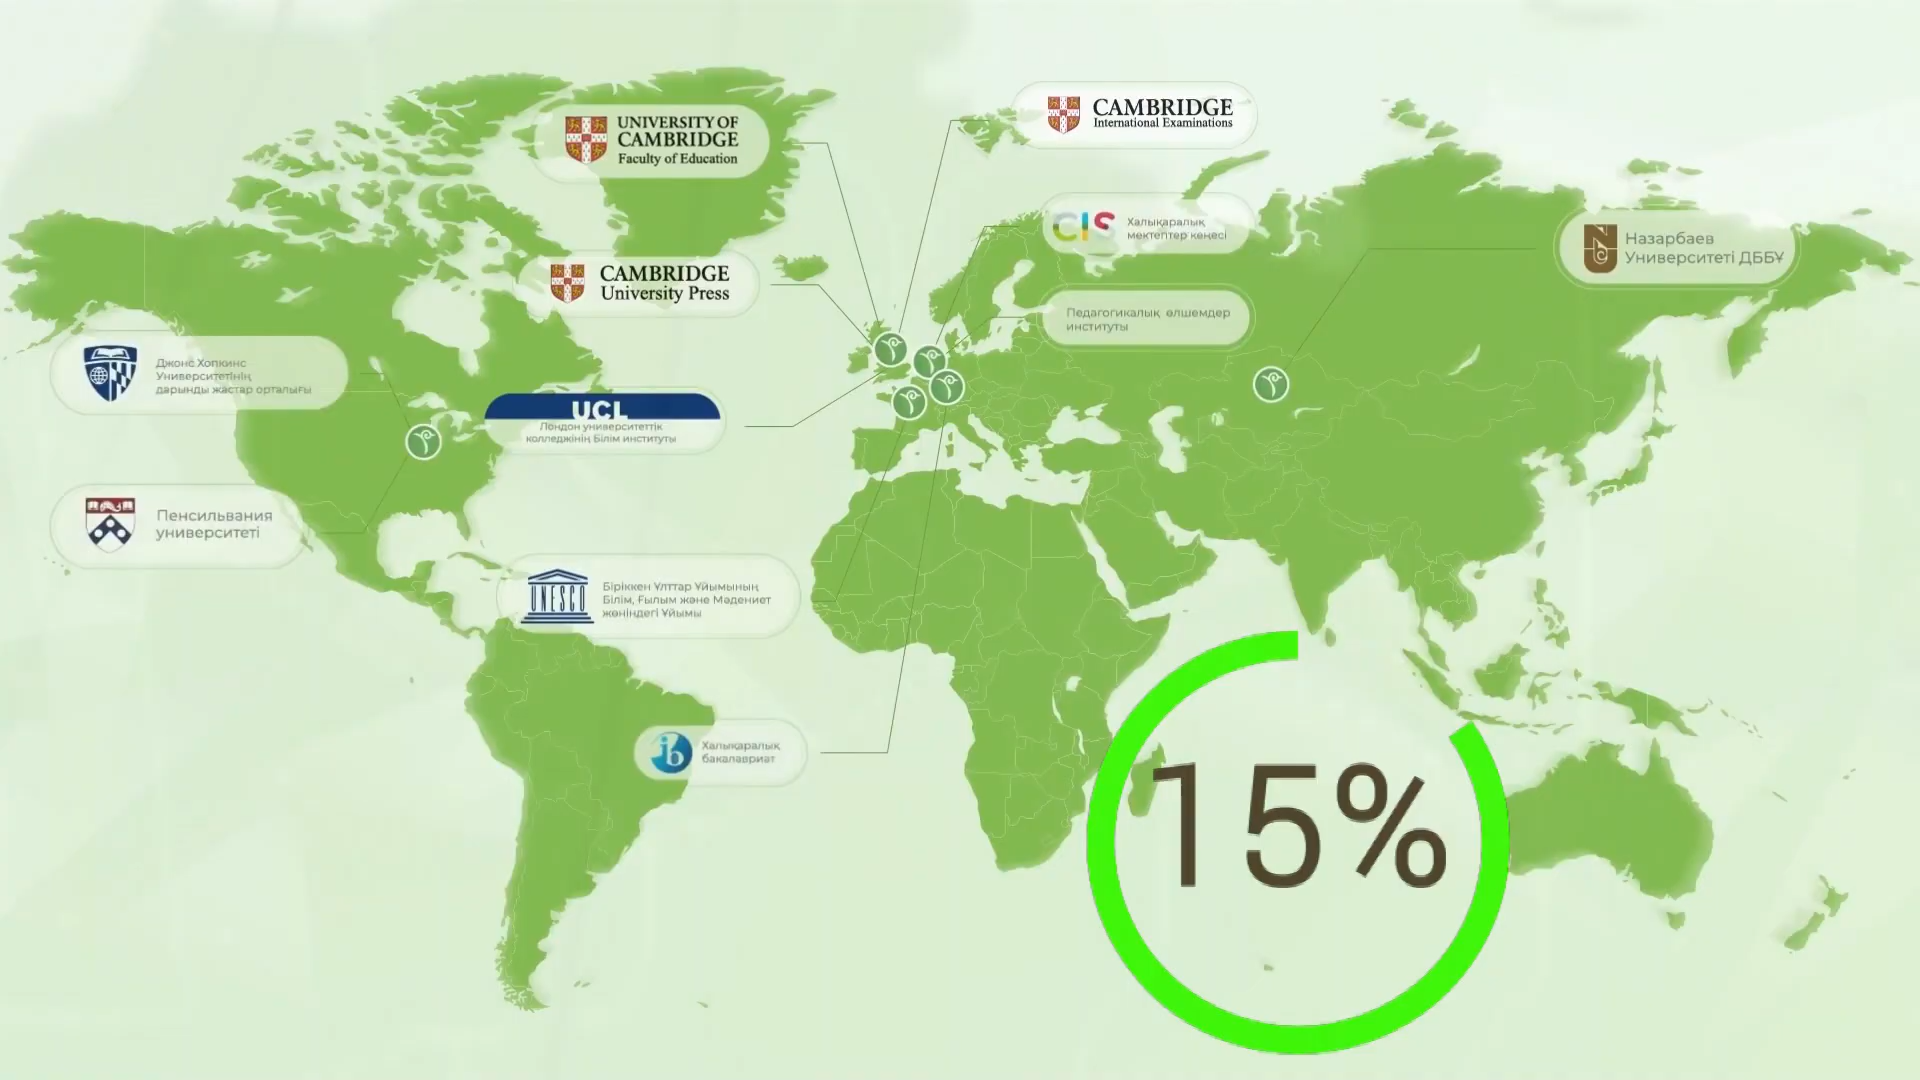 UNIVERSITY OF
CAMBRIDGE
Faculty of Education
CAMBRIDGE
International Examinations
CIS
Халықаралық
мектептер кеңесі
Назарбаев
Университеті ДББҰ
CAMBRIDGE
University Press
Педагогикалық өлшемдер
институты
Джонс Хопкинс
Университетінің
дарынды жастар орталығы
UCL
Лондон университеттік
колледжінің Білім институты
Пенсильвания
университеті
UNESCO
Біріккен Ұлттар Ұйымының
Білім, Ғылым және Мәдениет
жөніндегі Ұйымы
ib
Халықаралық
бакалавриат
15%